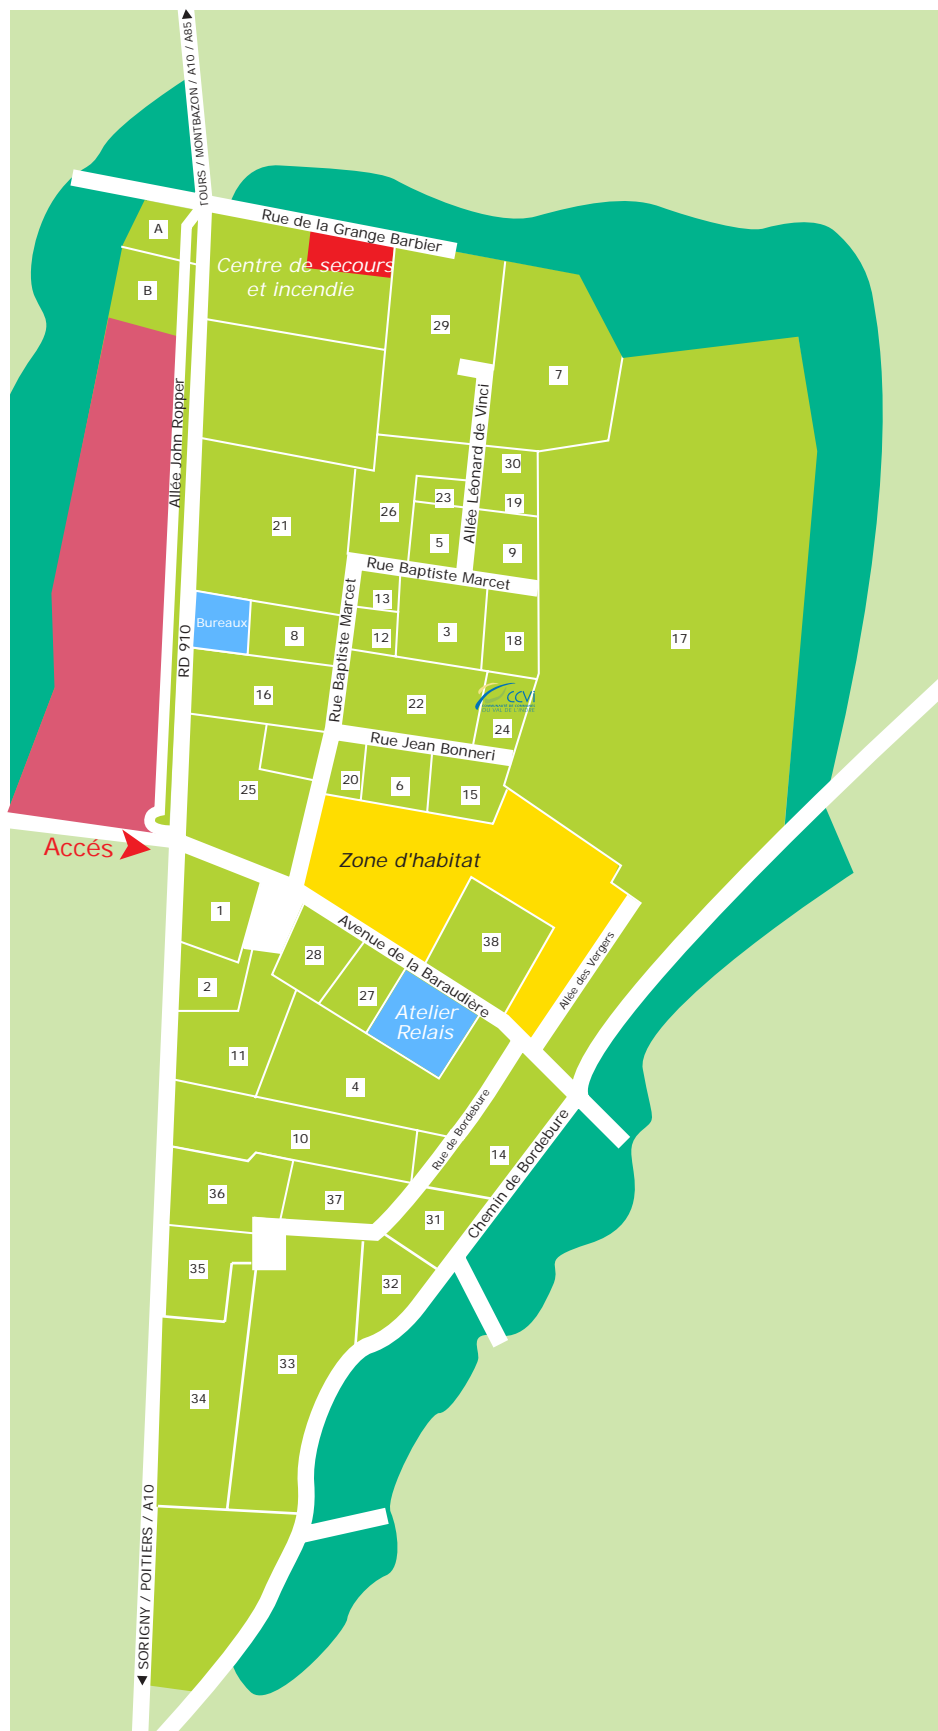 TOURS / MONTBAZON / A10 / A85
Rue de la Grange Barbier
A
Centre de secours
et incendie
B
29
7
Allée John Ropper
Allée Léonard de Vinci
30
23
19
26
21
5
9
Rue Baptiste Marcet
13
Bureaux
8
12
3
18
17
RD 910
Rue Baptiste Marcet
16
22
CCVI
24
Rue Jean Bonneri
20
6
15
25
Accés
Zone d'habitat
1
Avenue de la Baraudière
38
28
Allée des Vergers
2
27
Atelier
Relais
11
4
Rue de Bordebure
10
14
Chemin de Bordebure
36
37
31
35
32
33
34
SORIGNY / POITIERS / A10